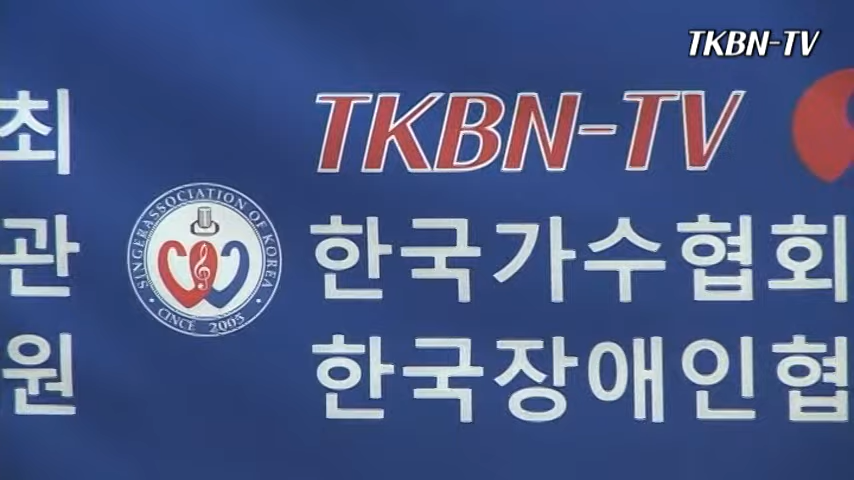 TKBN-TV
최 TKBN-TV
SINGER ASSOCIATION OF KOREA
CINCE 2005
관 한국가수협회
원 한국장애인협